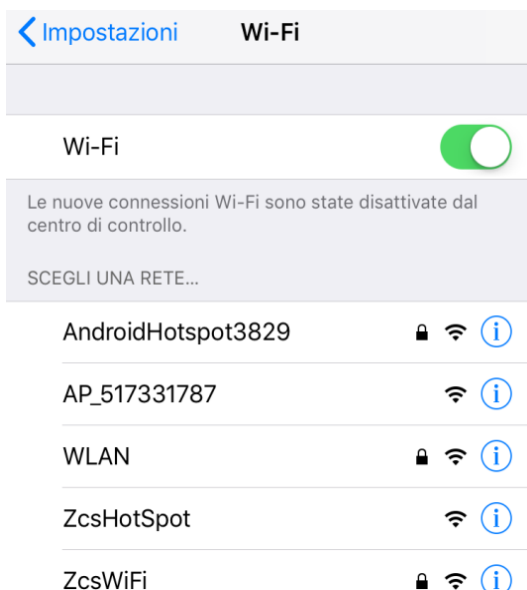 Impostazioni Wi-Fi
Wi-Fi
Le nuove connessioni Wi-Fi sono state disattivate dal
centro di controllo.
SCEGLI UNA RETE...
AndroidHotspot3829
AP_517331787
WLAN
ZcsHotSpot
ZcsWiFi